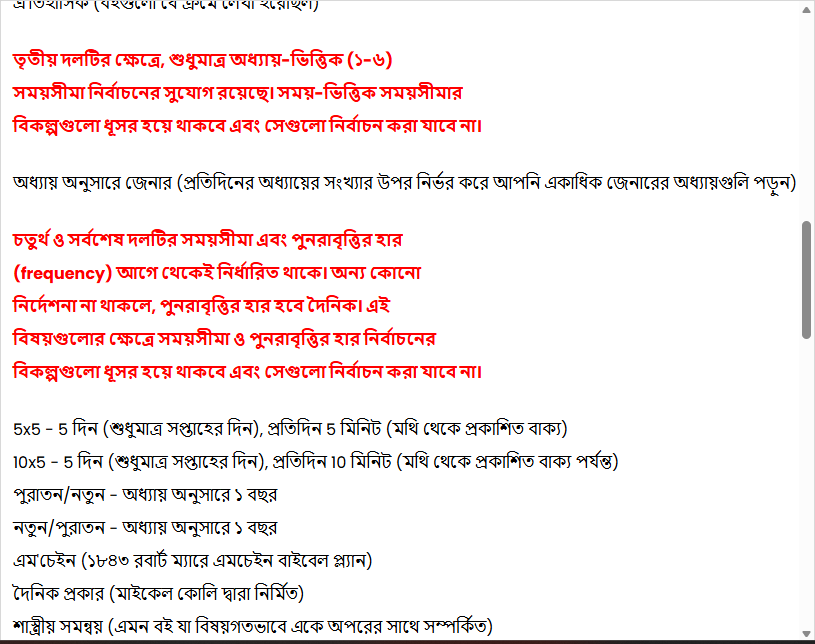 ঐতিহাসিক (বইগুলো যে ক্রমে লেখা হয়েছিল)
তৃতীয় দলটির ক্ষেত্রে, শুধুমাত্র অধ্যায়-ভিত্তিক (১-৬)
সময়সীমা নির্বাচনের সুযোগ রয়েছে। সময়-ভিত্তিক সময়সীমার
বিকল্পগুলো ধূসর হয়ে থাকবে এবং সেগুলো নির্বাচন করা যাবে না।
অধ্যায় অনুসারে জেনার (প্রতিদিনের অধ্যায়ের সংখ্যার উপর নির্ভর করে আপনি একাধিক জেনারের অধ্যায়গুলি পড়ুন)
চতুর্থ ও সর্বশেষ দলটির সময়সীমা এবং পুনরাবৃত্তির হার
(frequency) আগে থেকেই নির্ধারিত থাকে। অন্য কোনো
নির্দেশনা না থাকলে, পুনরাবৃত্তির হার হবে দৈনিক। এই
বিষয়গুলোর ক্ষেত্রে সময়সীমা ও পুনরাবৃত্তির হার নির্বাচনের
বিকল্পগুলো ধূসর হয়ে থাকবে এবং সেগুলো নির্বাচন করা যাবে না।
5x5 - 5 দিন (শুধুমাত্র সপ্তাহের দিন), প্রতিদিন 5 মিনিট (মথি থেকে প্রকাশিত বাক্য)
10x5 - 5 দিন (শুধুমাত্র সপ্তাহের দিন), প্রতিদিন 10 মিনিট (মথি থেকে প্রকাশিত বাক্য পর্যন্ত)
পুরাতন/নতুন - অধ্যায় অনুসারে ১ বছর
নতুন/পুরাতন - অধ্যায় অনুসারে ১ বছর
এম'চেইন (১৮৪৩ রবার্ট ম্যারে এমচেইন বাইবেল প্ল্যান)
দৈনিক প্রকার (মাইকেল কোলি দ্বারা নির্মিত)
শাস্ত্রীয় সমন্বয় (এমন বই যা বিষয়গতভাবে একে অপরের সাথে সম্পর্কিত)